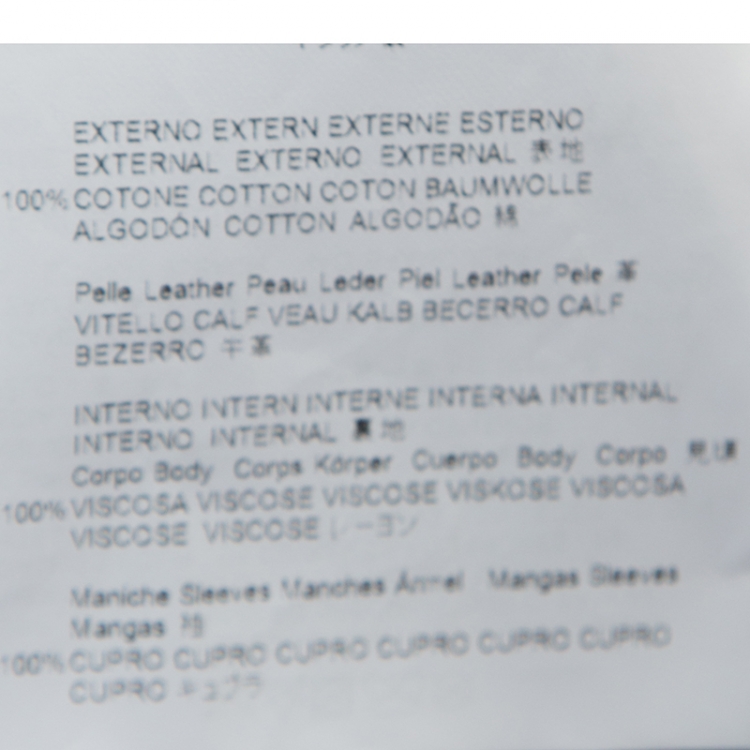 EXTERNO EXTERN EXTERNE ESTERNO
EXTERNAL EXTERNO EXTERNAL 表地
100% COTONE COTTON COTON BAUMWOLLE
ALGODÓN COTTON ALGODÃO 綿
Pelle Leather Peau Leder Piel Leather Pele 革
VITELLO CALF VEAU KALB BECERRO CALF
BEZERRO 牛革
INTERNO INTERN INTERNE INTERNA INTERNAL
INTERNO INTERNAL 裏地
Corpo Body Corps Körper Cuerpo Body Corpo
100% VISCOSA VISCOSE VISCOSE VISKOSE VISCOSA
VISCOSE VISCOSE レーヨン
Maniche Sleeves Manches Ärmel Mangas Sleeves
Mangas 袖
100% CUPRO CUPRO CUPRO CUPRO CUPRO CUPRO
CUPRO キュプラ